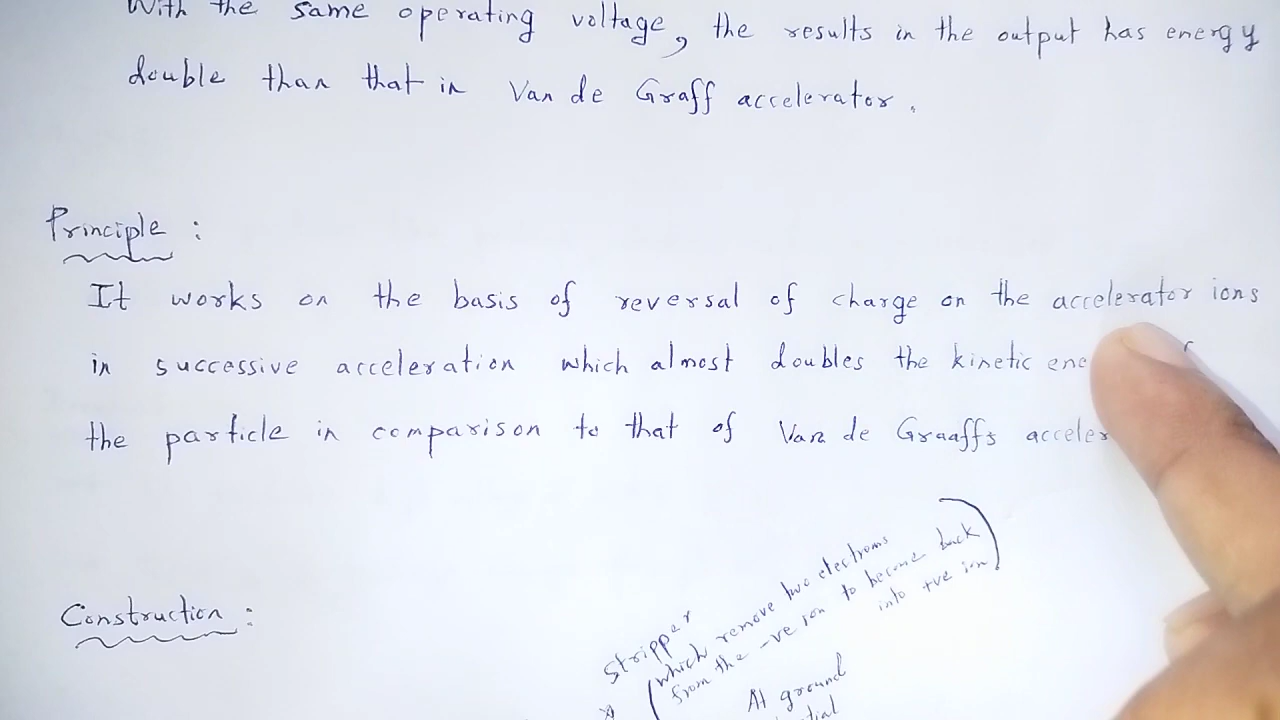 With the same operating voltage, the results in the output has energy
double than that in Van de Graff accelerator.
Principle :
It works on the basis of reversal of charge on the accelerator ions
in successive acceleration which almost doubles the kinetic
the particle in comparison to that of Van de Graaffs
Construction :
Stripper
(which remove two electrons
from the -ve ion to become back
into +ve ion)
At ground